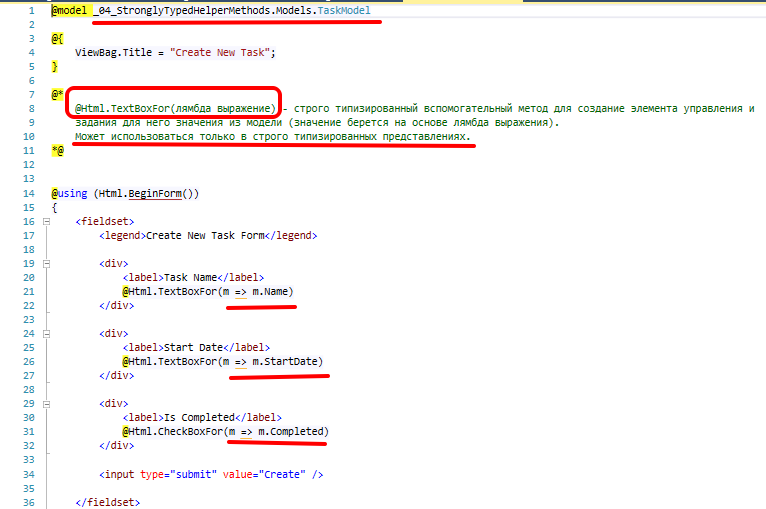 1 @model _04_StronglyTypedHelperMethods.Models.TaskModel
2
3 @{
4 ViewBag.Title = "Create New Task";
5 }
6
7 @*
8 @Html.TextBoxFor(лямбда выражение) - строго типизированный вспомогательный метод для создание элемента управления и
9 задания для него значения из модели (значение берется на основе лямбда выражения).
10 Может использоваться только в строго типизированных представлениях.
11 *@
12
13
14 @using (Html.BeginForm())
15 {
16 <fieldset>
17 <legend>Create New Task Form</legend>
18
19 <div>
20 <label>Task Name</label>
21 @Html.TextBoxFor(m => m.Name)
22 </div>
23
24 <div>
25 <label>Start Date</label>
26 @Html.TextBoxFor(m => m.StartDate)
27 </div>
28
29 <div>
30 <label>Is Completed</label>
31 @Html.CheckBoxFor(m => m.Completed)
32 </div>
33
34 <input type="submit" value="Create" />
35
36 </fieldset>